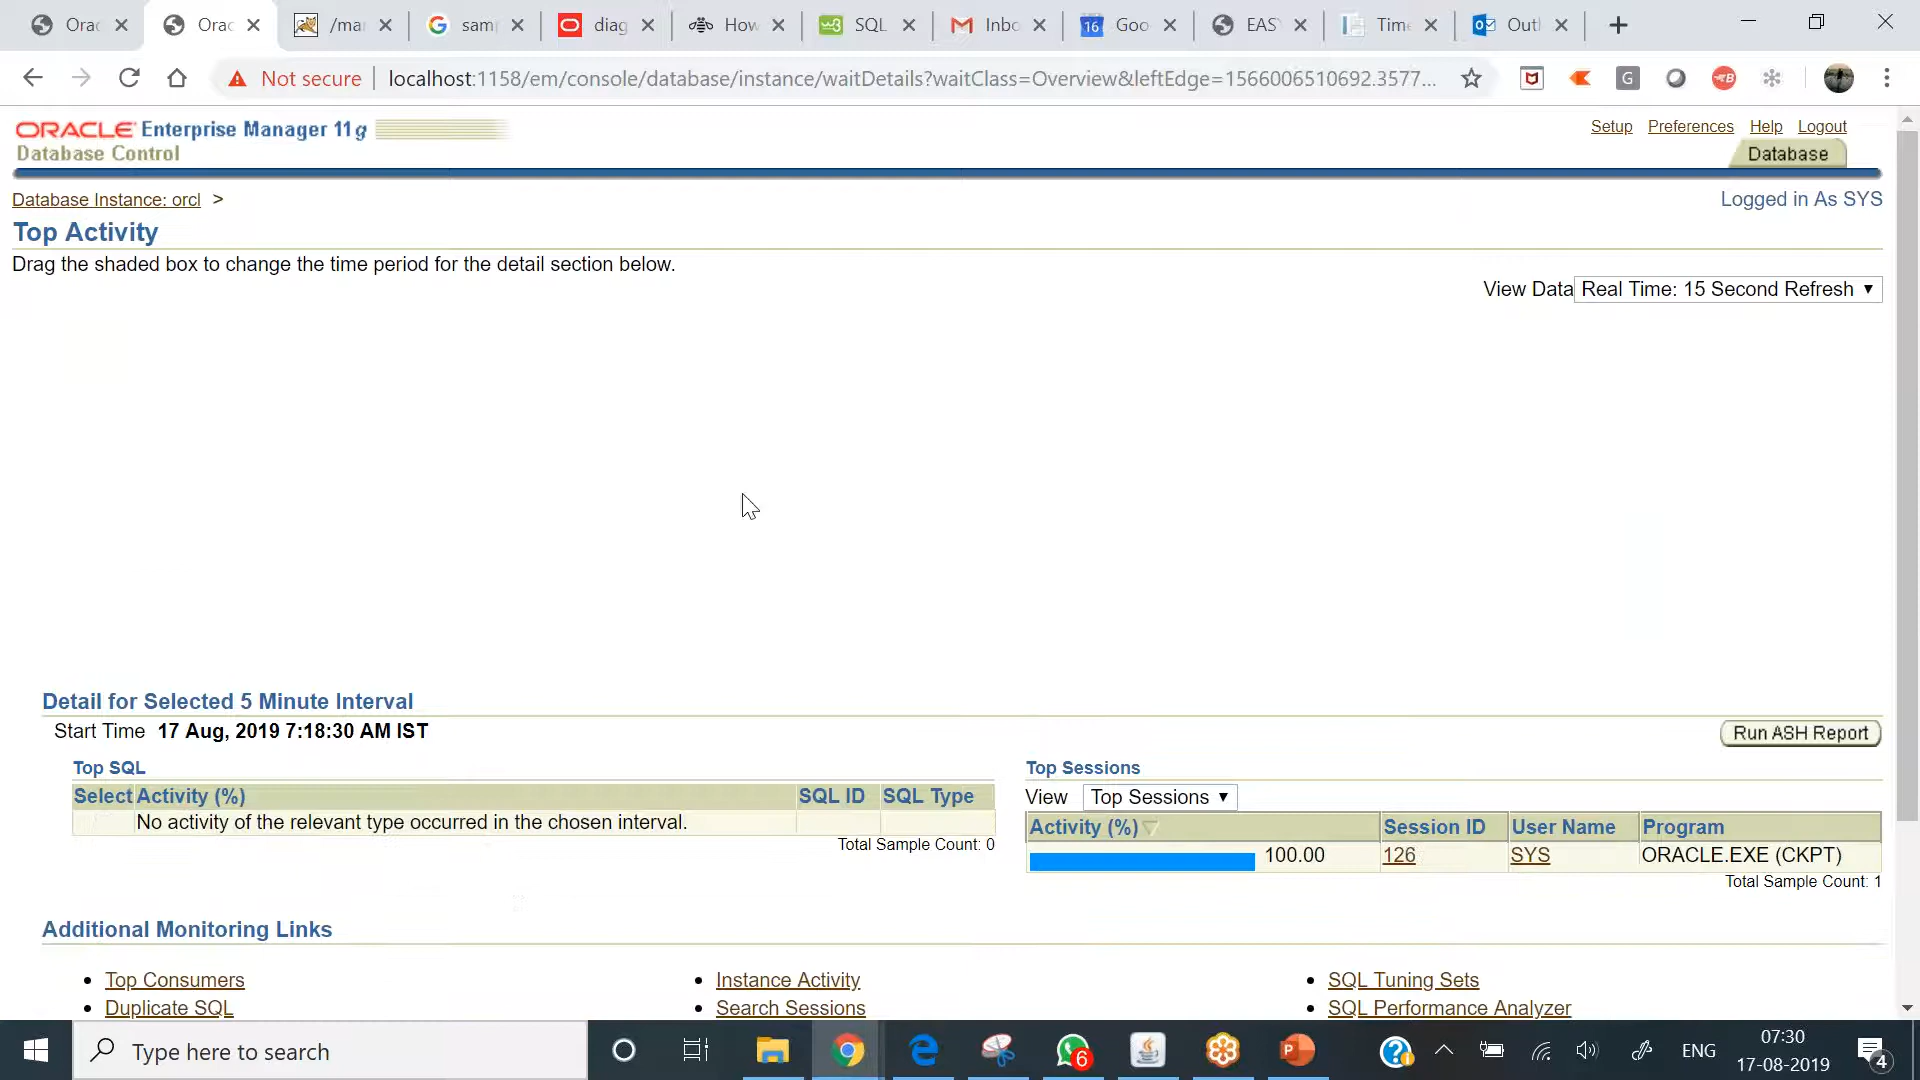 Orac
Orac
/mar
sam
diag
How
SQL
Inbo
16
Goo
EAS
Time
Outl
Not secure
localhost:1158/em/console/database/instance/waitDetails?waitClass=Overview&leftEdge=1566006510692.3577...
ORACLE Enterprise Manager 11g
Database Control
Setup Preferences Help Logout
Database
Database Instance: orcl >
Logged in As SYS
Top Activity
Drag the shaded box to change the time period for the detail section below.
View Data Real Time: 15 Second Refresh
Detail for Selected 5 Minute Interval
Start Time 17 Aug, 2019 7:18:30 AM IST
Run ASH Report
Top SQL
Select Activity (%) SQL ID SQL Type
No activity of the relevant type occurred in the chosen interval.
Total Sample Count: 0
Top Sessions
View Top Sessions
Activity (%) Session ID User Name Program
100.00 126 SYS ORACLE.EXE (CKPT)
Total Sample Count: 1
Additional Monitoring Links
Top Consumers
Duplicate SQL
Instance Activity
Search Sessions
SQL Tuning Sets
SQL Performance Analyzer
Type here to search
6
ENG
07:30
17-08-2019
4